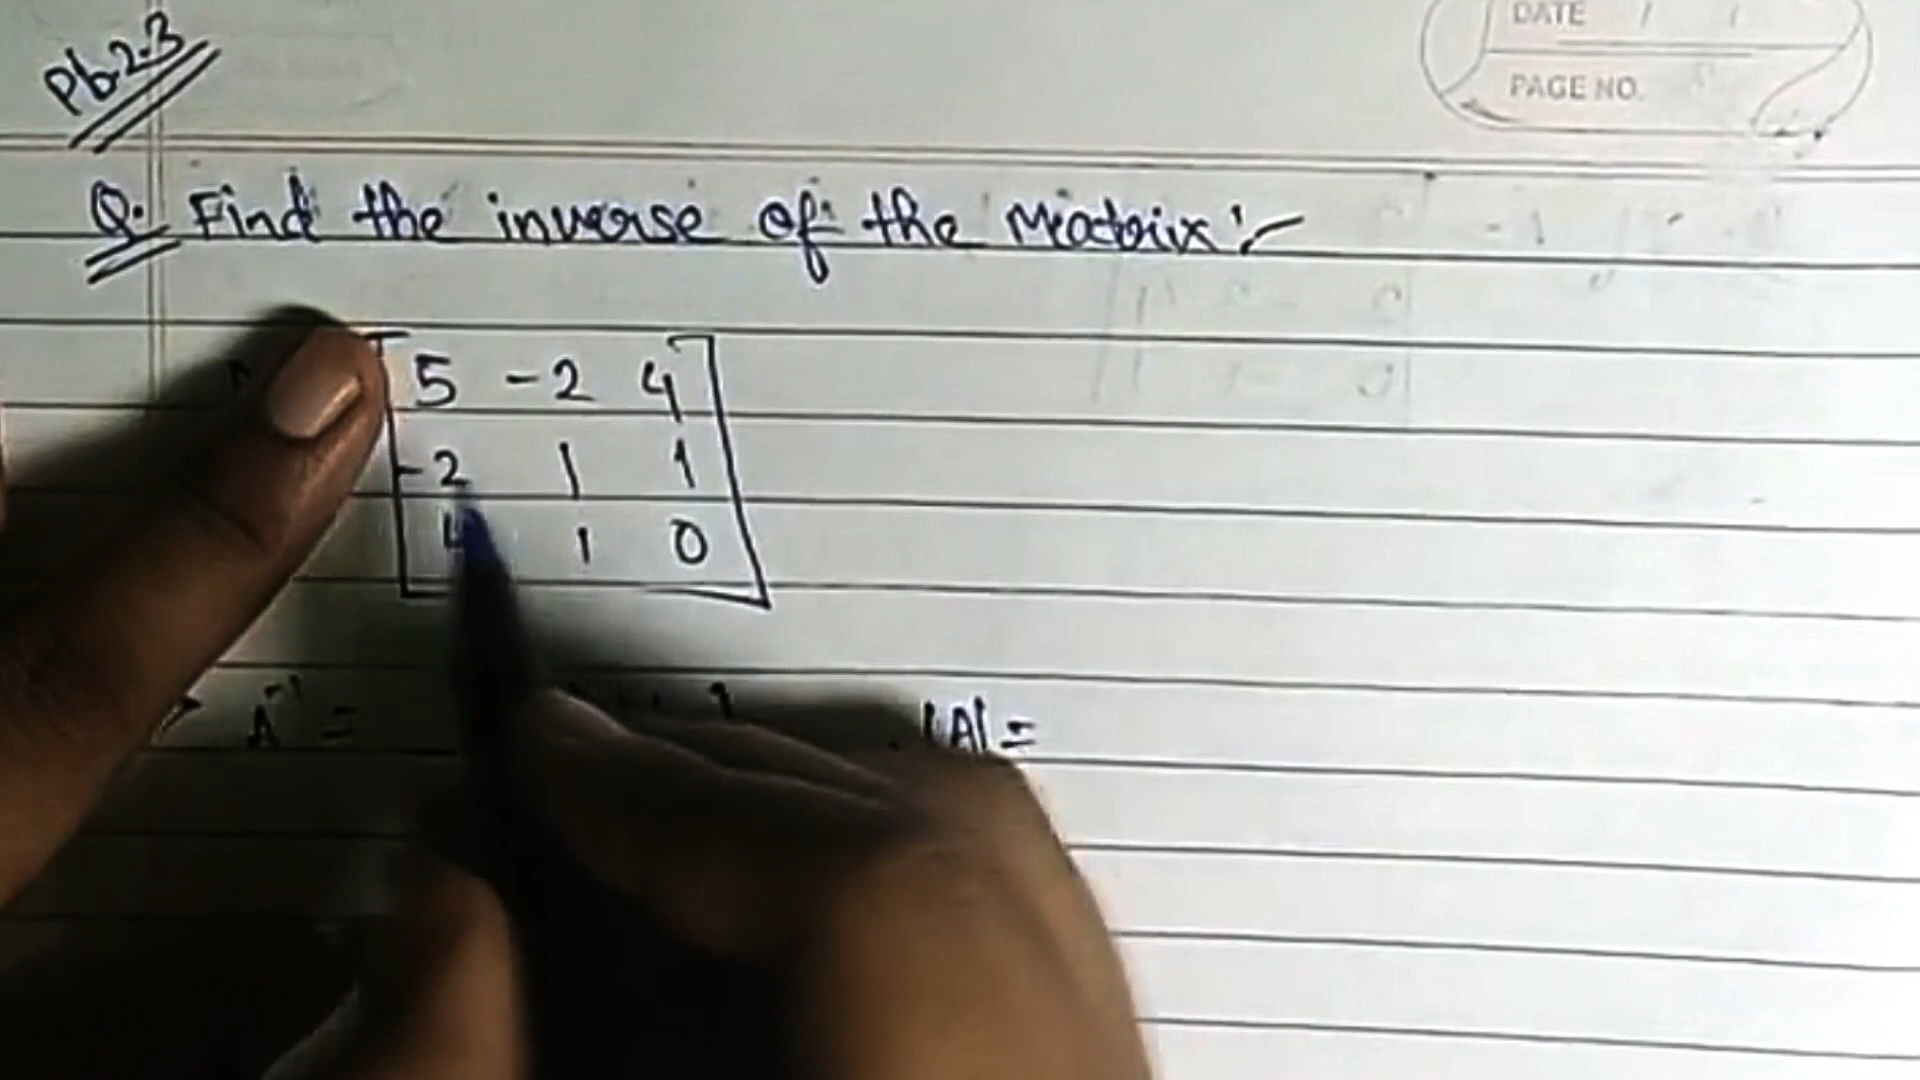 DATE / /
PAGE NO.
Pb.2.3
Q. Find the inverse of the Matrix :-
5 -2 4
-2 1 1
4 1 0
A⁻¹ =
|A| =